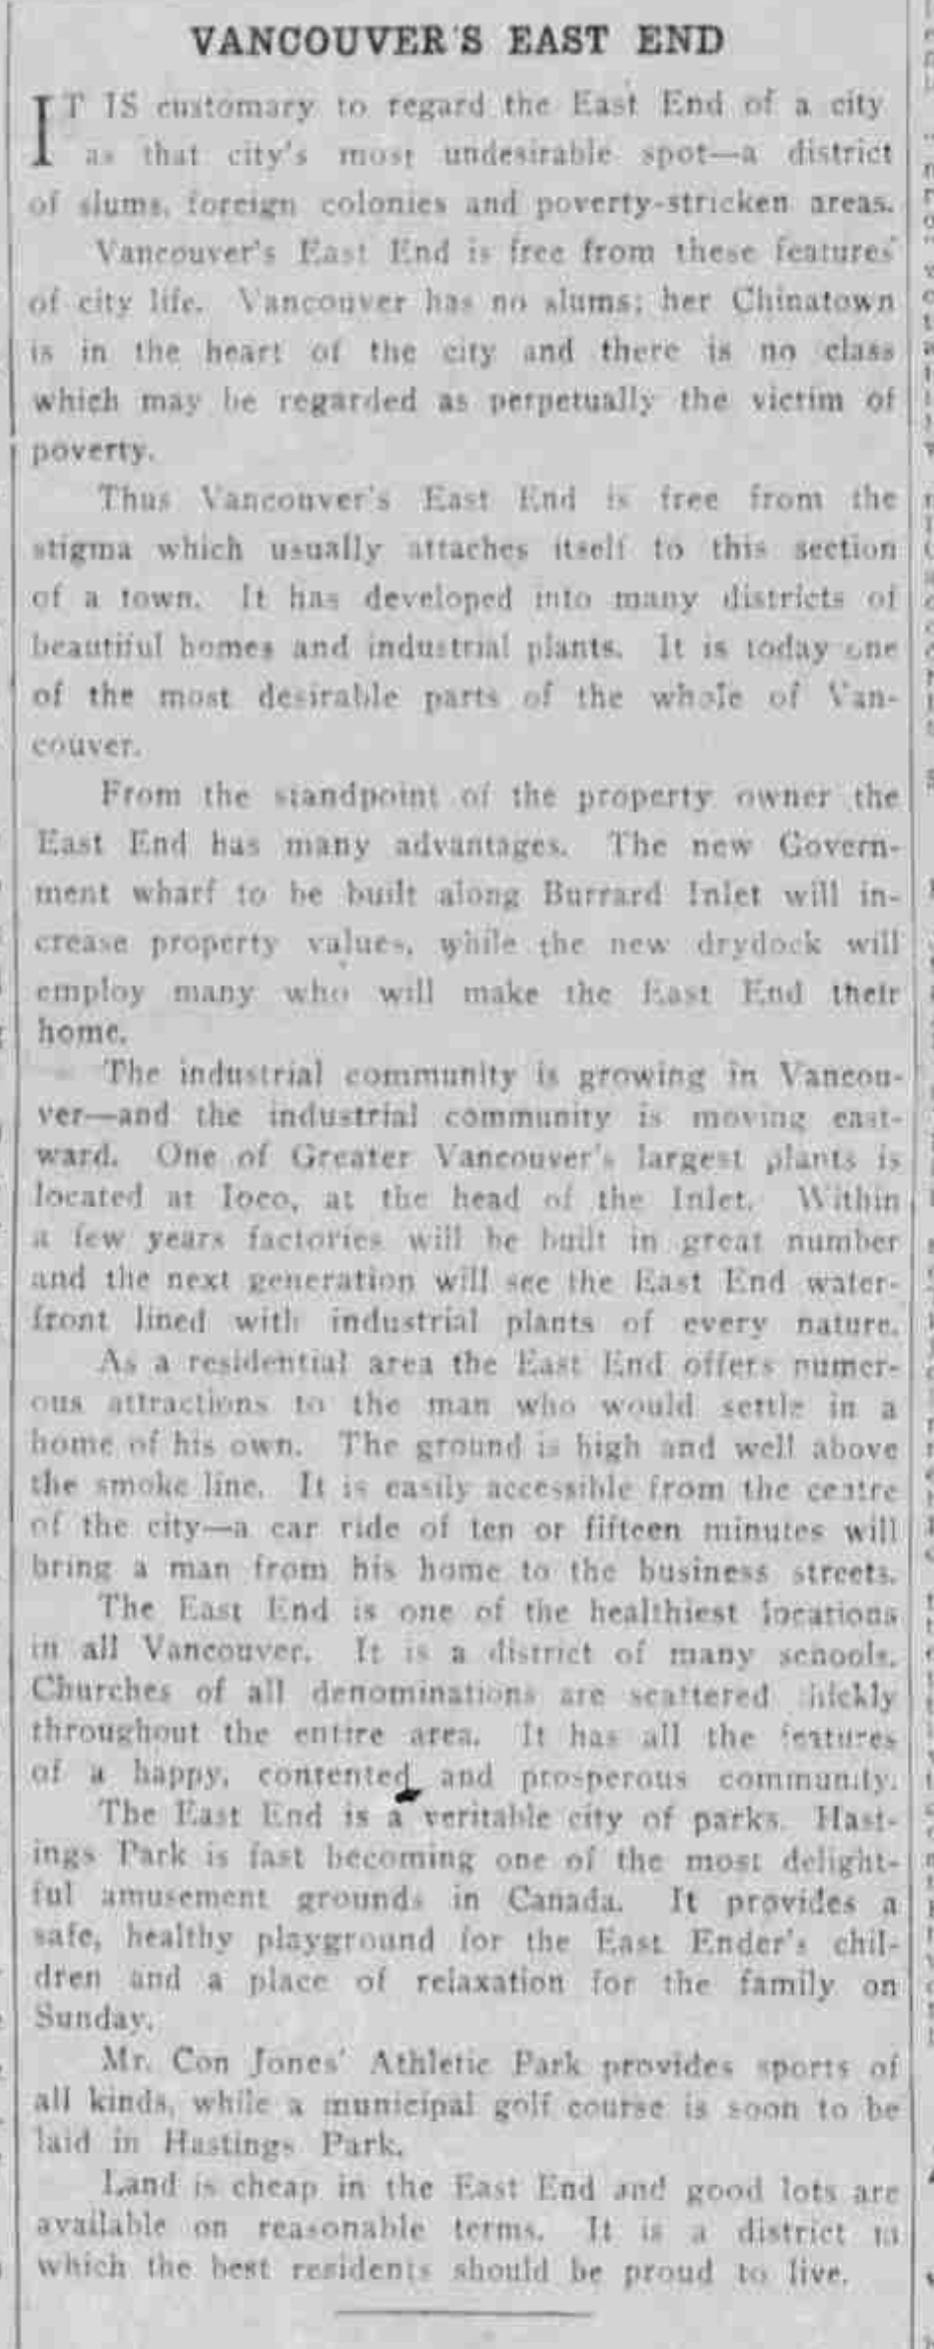 VANCOUVER'S EAST END
IT IS customary to regard the East End of a city
as that city's most undesirable spot—a district
of slums, foreign colonies and poverty-stricken areas.
Vancouver's East End is free from these features
of city life. Vancouver has no slums; her Chinatown
is in the heart of the city and there is no class
which may be regarded as perpetually the victim of
poverty.
Thus Vancouver's East End is free from the
stigma which usually attaches itself to this section
of a town. It has developed into many districts of
beautiful homes and industrial plants. It is today one
of the most desirable parts of the whole of Van-
couver.
From the standpoint of the property owner the
East End has many advantages. The new Govern-
ment wharf to be built along Burrard Inlet will in-
crease property values, while the new drydock will
employ many who will make the East End their
home.
The industrial community is growing in Vancou-
ver—and the industrial community is moving east-
ward. One of Greater Vancouver's largest plants is
located at Ioco, at the head of the Inlet. Within
a few years factories will be built in great number
and the next generation will see the East End water-
front lined with industrial plants of every nature.
As a residential area the East End offers numer-
ous attractions to the man who would settle in a
home of his own. The ground is high and well above
the smoke line. It is easily accessible from the centre
of the city—a car ride of ten or fifteen minutes will
bring a man from his home to the business streets.
The East End is one of the healthiest locations
in all Vancouver. It is a district of many schools.
Churches of all denominations are scattered thickly
throughout the entire area. It has all the features
of a happy, contented and prosperous community.
The East End is a veritable city of parks. Hast-
ings Park is fast becoming one of the most delight-
ful amusement grounds in Canada. It provides a
safe, healthy playground for the East Ender's chil-
dren and a place of relaxation for the family on
Sunday.
Mr. Con Jones' Athletic Park provides sports of
all kinds, while a municipal golf course is soon to be
laid in Hastings Park.
Land is cheap in the East End and good lots are
available on reasonable terms. It is a district in
which the best residents should be proud to live.